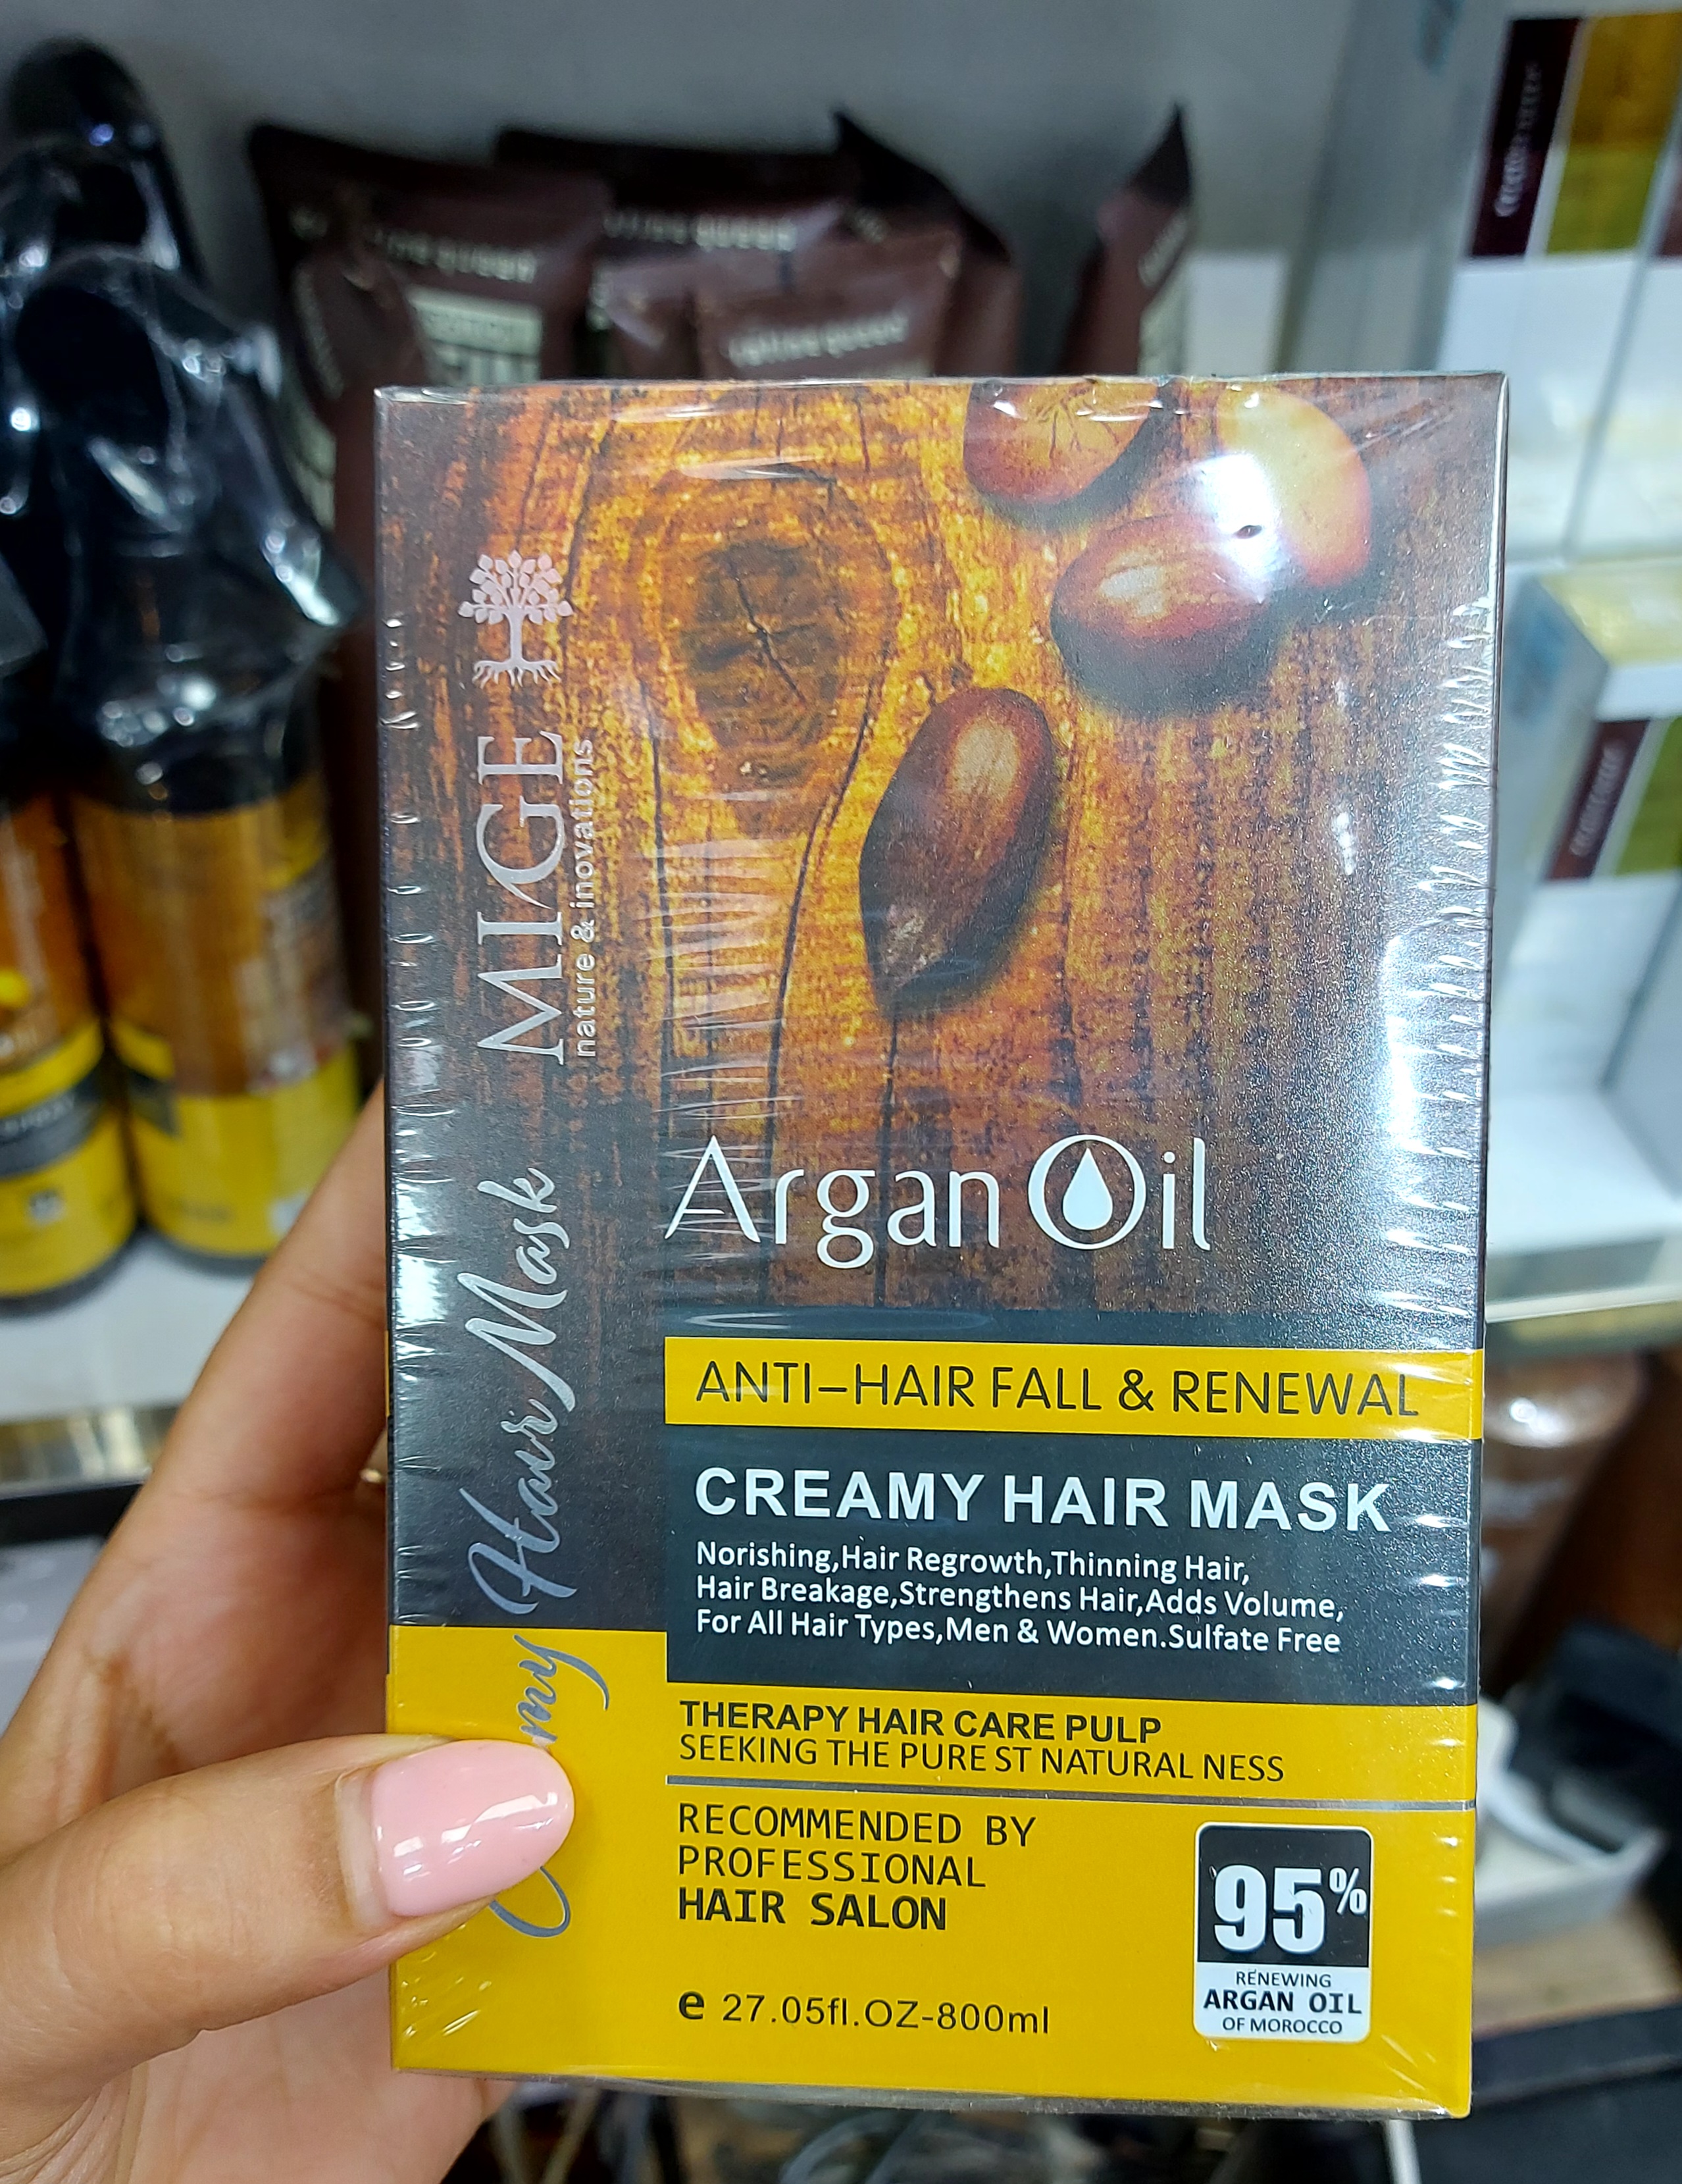 MIGE
nature & inovations
Hair Mask
Argan Oil
ANTI-HAIR FALL & RENEWAL
CREAMY HAIR MASK
Norishing,Hair Regrowth,Thinning Hair,
Hair Breakage,Strengthens Hair,Adds Volume,
For All Hair Types,Men & Women.Sulfate Free
THERAPY HAIR CARE PULP
SEEKING THE PURE ST NATURAL NESS
RECOMMENDED BY
PROFESSIONAL
HAIR SALON
e 27.05fl.OZ-800ml
95%
RENEWING
ARGAN OIL
OF MOROCCO